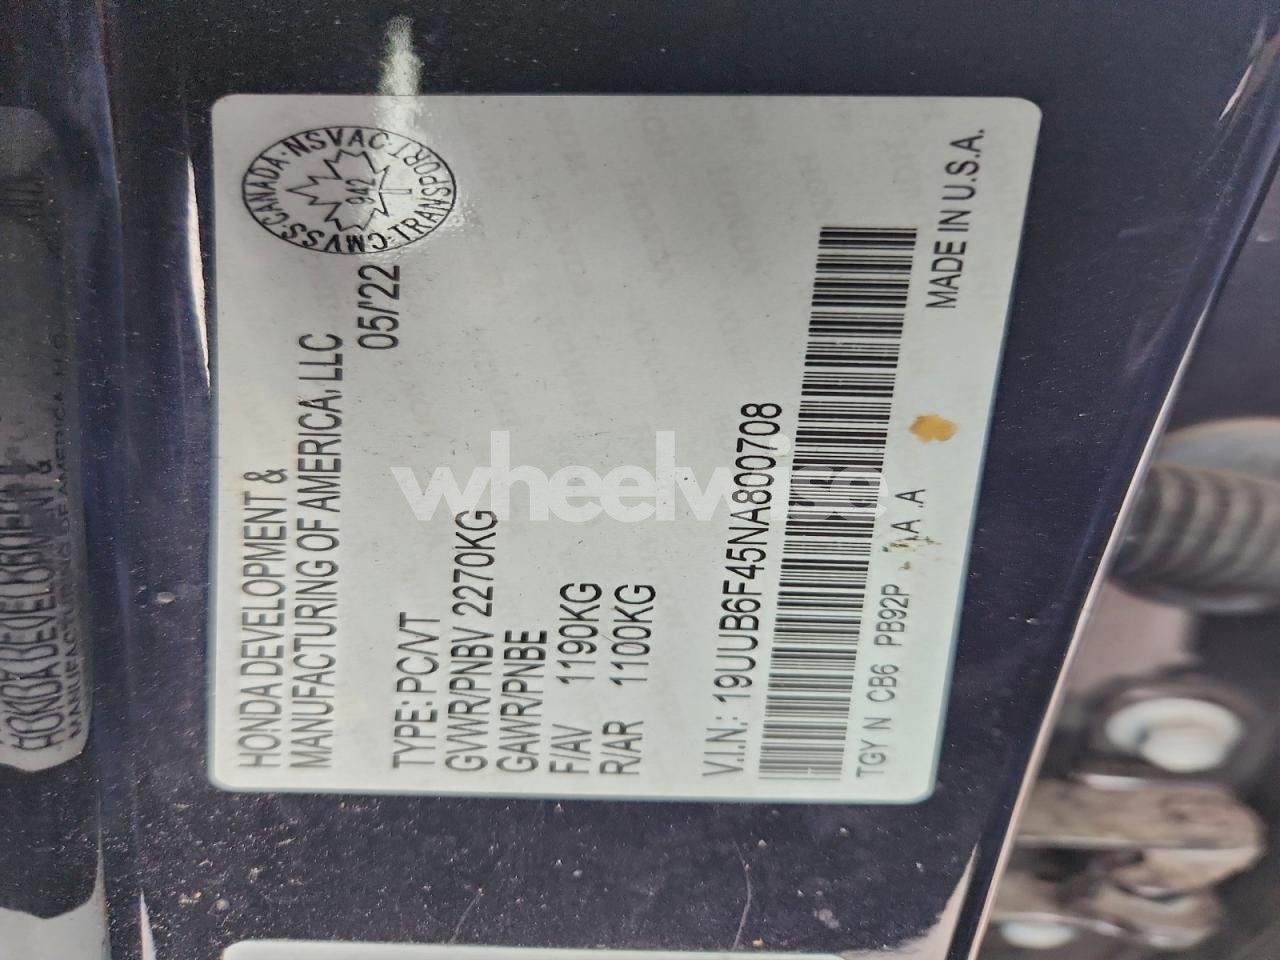 HONDA DEVELOPMENT &
MANUFACTURING OF AMERICA, LLC
05/'22
CANADA · NSVAC · TRANSPORT · CMVSS ·
942
TYPE: PC/VT
GVWR/PNBV 2270KG
GAWR/PNBE
F/AV 1190KG
R/AR 1100KG
V.I.N.: 19UUB6F45NA800708
TGY N CB6 PB92P A .A
MADE IN U.S.A.
wheelwise